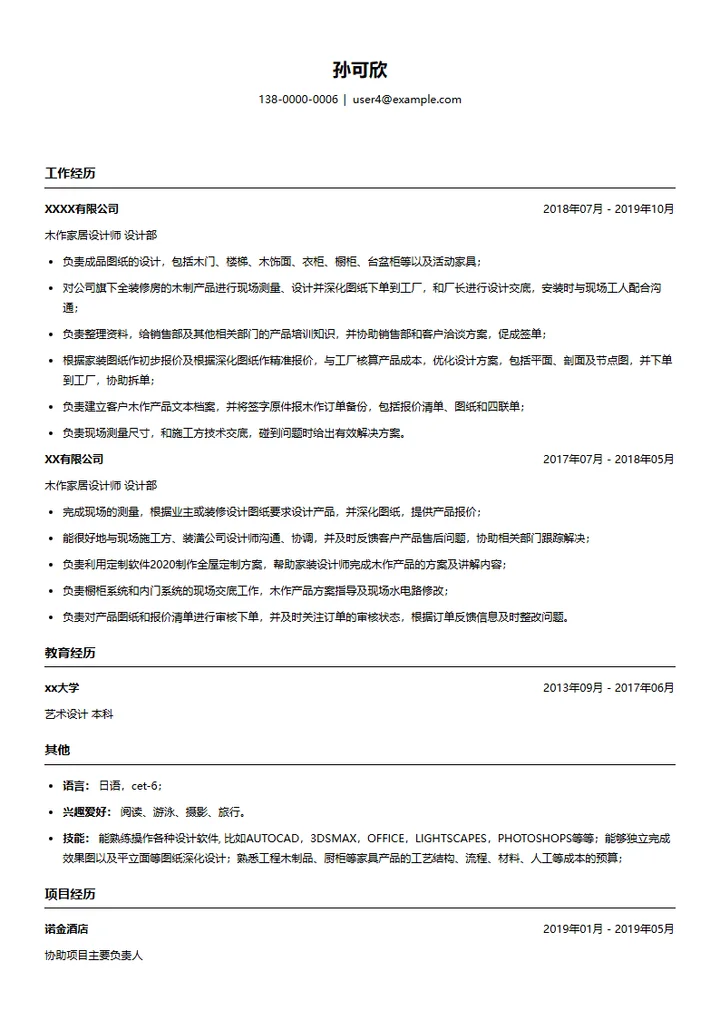 孙可欣
138-0000-0006 | user4@example.com
工作经历
XXXX有限公司 2018年07月 - 2019年10月
木作家居设计师 设计部
• 负责成品图纸的设计，包括木门、楼梯、木饰面、衣柜、橱柜、台盆柜等以及活动家具；
• 对公司旗下全装修房的木制产品进行现场测量、设计并深化图纸下单到工厂，和厂长进行设计交底，安装时与现场工人配合沟
通；
• 负责整理资料，给销售部及其他相关部门的产品培训知识，并协助销售部和客户洽谈方案，促成签单；
• 根据家装图纸作初步报价及根据深化图纸作精准报价，与工厂核算产品成本，优化设计方案，包括平面、剖面及节点图，并下单
到工厂，协助拆单；
• 负责建立客户木作产品文本档案，并将签字原件报木作订单备份，包括报价清单、图纸和四联单；
• 负责现场测量尺寸，和施工方技术交底，碰到问题时给出有效解决方案。
XX有限公司 2017年07月 - 2018年05月
木作家居设计师 设计部
• 完成现场的测量，根据业主或装修设计图纸要求设计产品，并深化图纸，提供产品报价；
• 能很好地与现场施工方、装潢公司设计师沟通、协调，并及时反馈客户产品售后问题，协助相关部门跟踪解决；
• 负责利用定制软件2020制作全屋定制方案，帮助家装设计师完成木作产品的方案及讲解内容；
• 负责橱柜系统和内门系统的现场交底工作，木作产品方案指导及现场水电路修改；
• 负责对产品图纸和报价清单进行审核下单，并及时关注订单的审核状态，根据订单反馈信息及时整改问题。
教育经历
xx大学 2013年09月 - 2017年06月
艺术设计 本科
其他
• 语言： 日语，cet-6；
• 兴趣爱好： 阅读、游泳、摄影、旅行。
• 技能： 能熟练操作各种设计软件, 比如AUTOCAD，3DSMAX，OFFICE，LIGHTSCAPES，PHOTOSHOPS等等；能够独立完成
效果图以及平立面等图纸深化设计；熟悉工程木制品、厨柜等家具产品的工艺结构、流程、材料、人工等成本的预算；
项目经历
诺金酒店 2019年01月 - 2019年05月
协助项目主要负责人